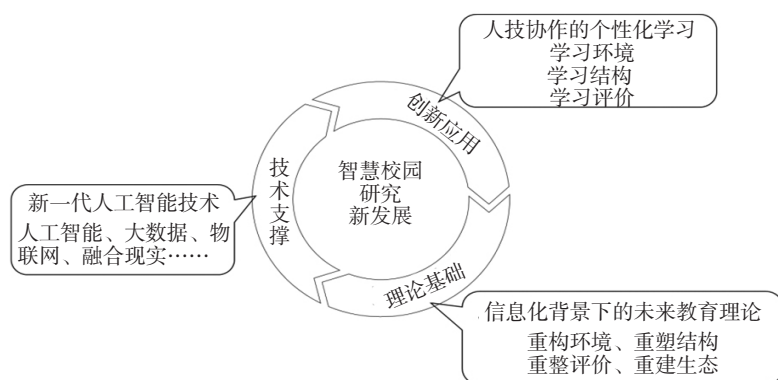 人技协作的个性化学习
学习环境
学习结构
学习评价
创新应用
技术支撑
智慧校园
研究
新发展
新一代人工智能技术
人工智能、大数据、物
联网、融合现实……
理论基础
信息化背景下的未来教育理论
重构环境、重塑结构
重整评价、重建生态